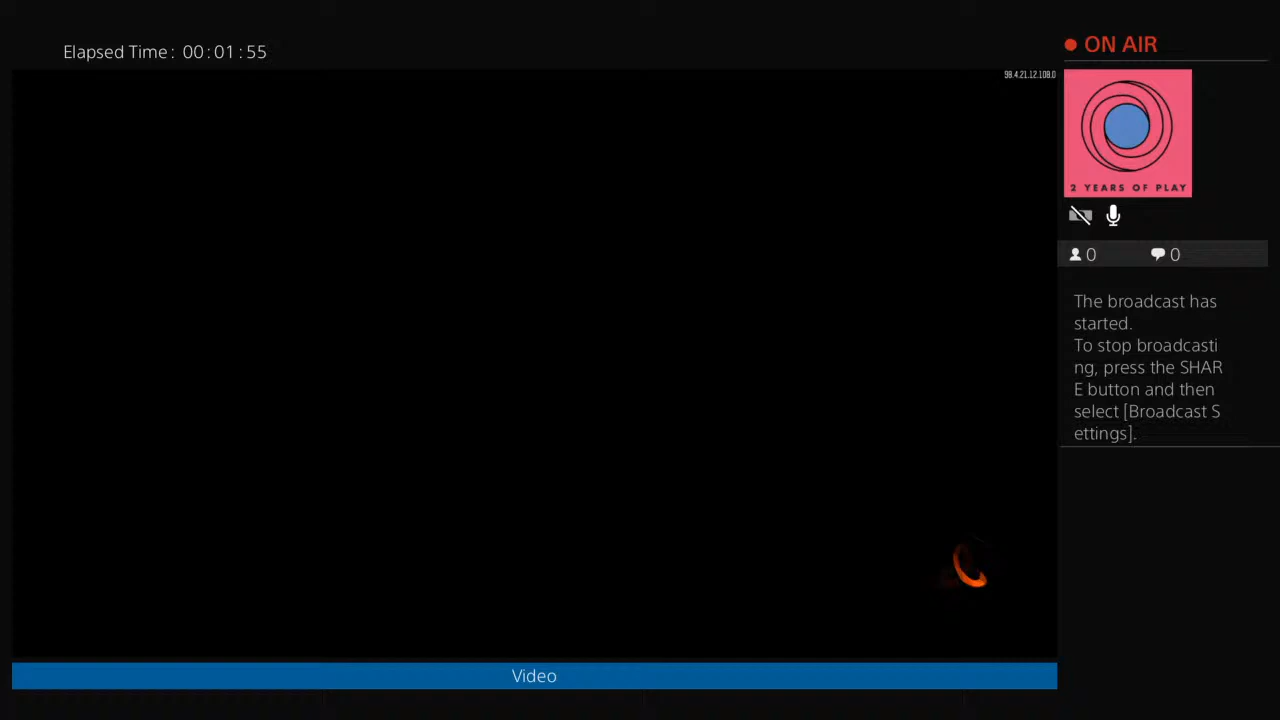 Elapsed Time: 00:01:55
ON AIR
98.4.21.12.108.0
2 YEARS OF PLAY
0 0
The broadcast has
started.
To stop broadcasti
ng, press the SHAR
E button and then
select [Broadcast S
ettings].
Video